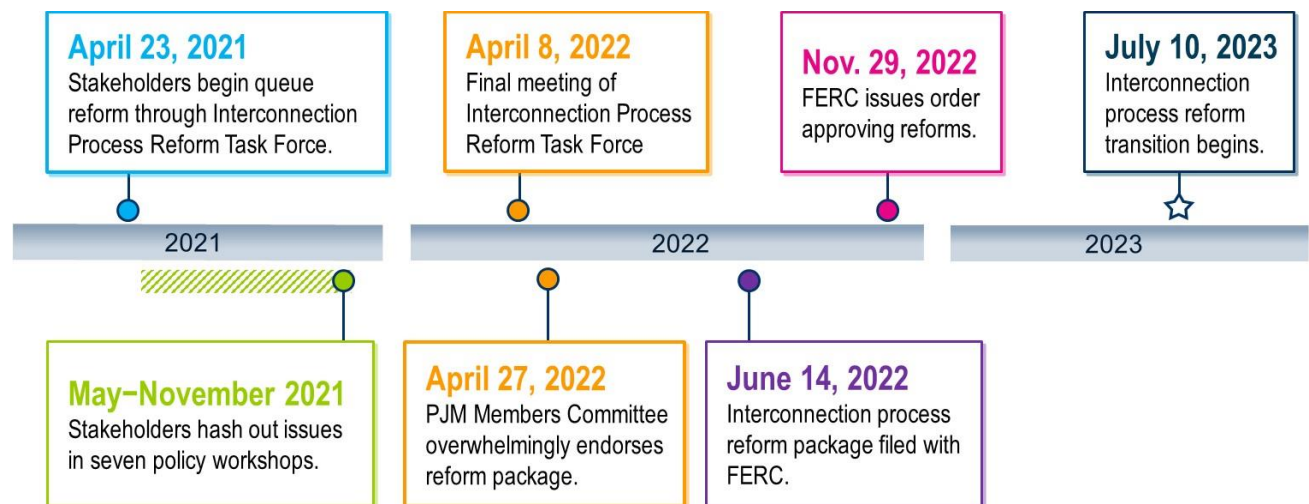 April 23, 2021
Stakeholders begin queue
reform through Interconnection
Process Reform Task Force.
April 8, 2022
Final meeting of
Interconnection Process
Reform Task Force
Nov. 29, 2022
FERC issues order
approving reforms.
July 10, 2023
Interconnection
process reform
transition begins.
2021
2022
2023
May–November 2021
Stakeholders hash out issues
in seven policy workshops.
April 27, 2022
PJM Members Committee
overwhelmingly endorses
reform package.
June 14, 2022
Interconnection process
reform package filed with
FERC.